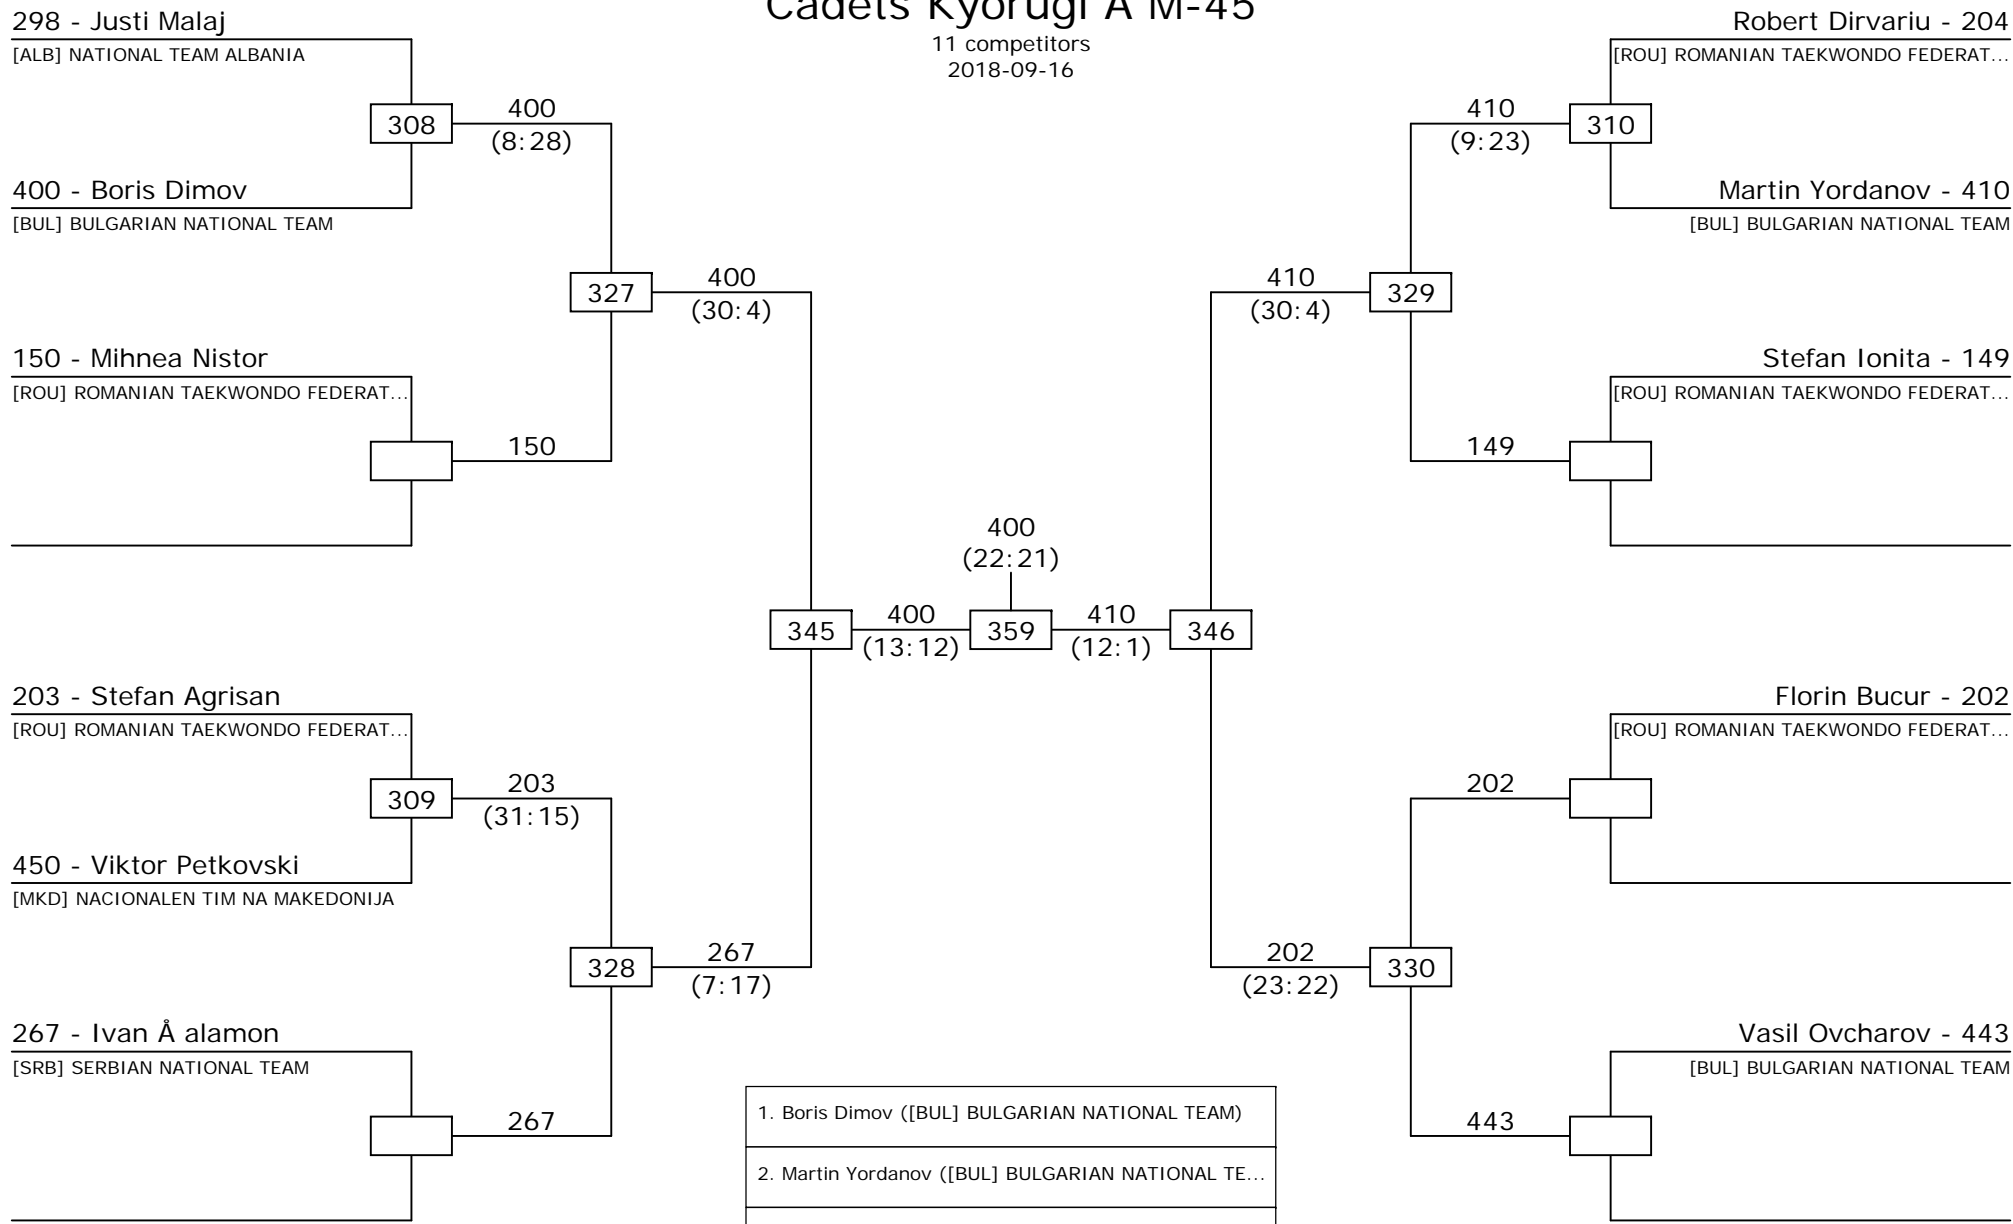 Cadets Kyorugi A M-45
11 competitors
2018-09-16
298 - Justi Malaj
[ALB] NATIONAL TEAM ALBANIA
308
400
(8:28)
400 - Boris Dimov
[BUL] BULGARIAN NATIONAL TEAM
327
400
(30:4)
150 - Mihnea Nistor
[ROU] ROMANIAN TAEKWONDO FEDERAT...
150
203 - Stefan Agrisan
[ROU] ROMANIAN TAEKWONDO FEDERAT...
309
203
(31:15)
450 - Viktor Petkovski
[MKD] NACIONALEN TIM NA MAKEDONIJA
328
267
(7:17)
267 - Ivan Å alamon
[SRB] SERBIAN NATIONAL TEAM
267
345
400
(13:12)
400
(22:21)
359
410
(12:1)
346
Robert Dirvariu - 204
[ROU] ROMANIAN TAEKWONDO FEDERAT...
410
(9:23)
310
Martin Yordanov - 410
[BUL] BULGARIAN NATIONAL TEAM
410
(30:4)
329
Stefan Ionita - 149
[ROU] ROMANIAN TAEKWONDO FEDERAT...
149
Florin Bucur - 202
[ROU] ROMANIAN TAEKWONDO FEDERAT...
202
202
(23:22)
330
Vasil Ovcharov - 443
[BUL] BULGARIAN NATIONAL TEAM
443
1. Boris Dimov ([BUL] BULGARIAN NATIONAL TEAM)
2. Martin Yordanov ([BUL] BULGARIAN NATIONAL TE...